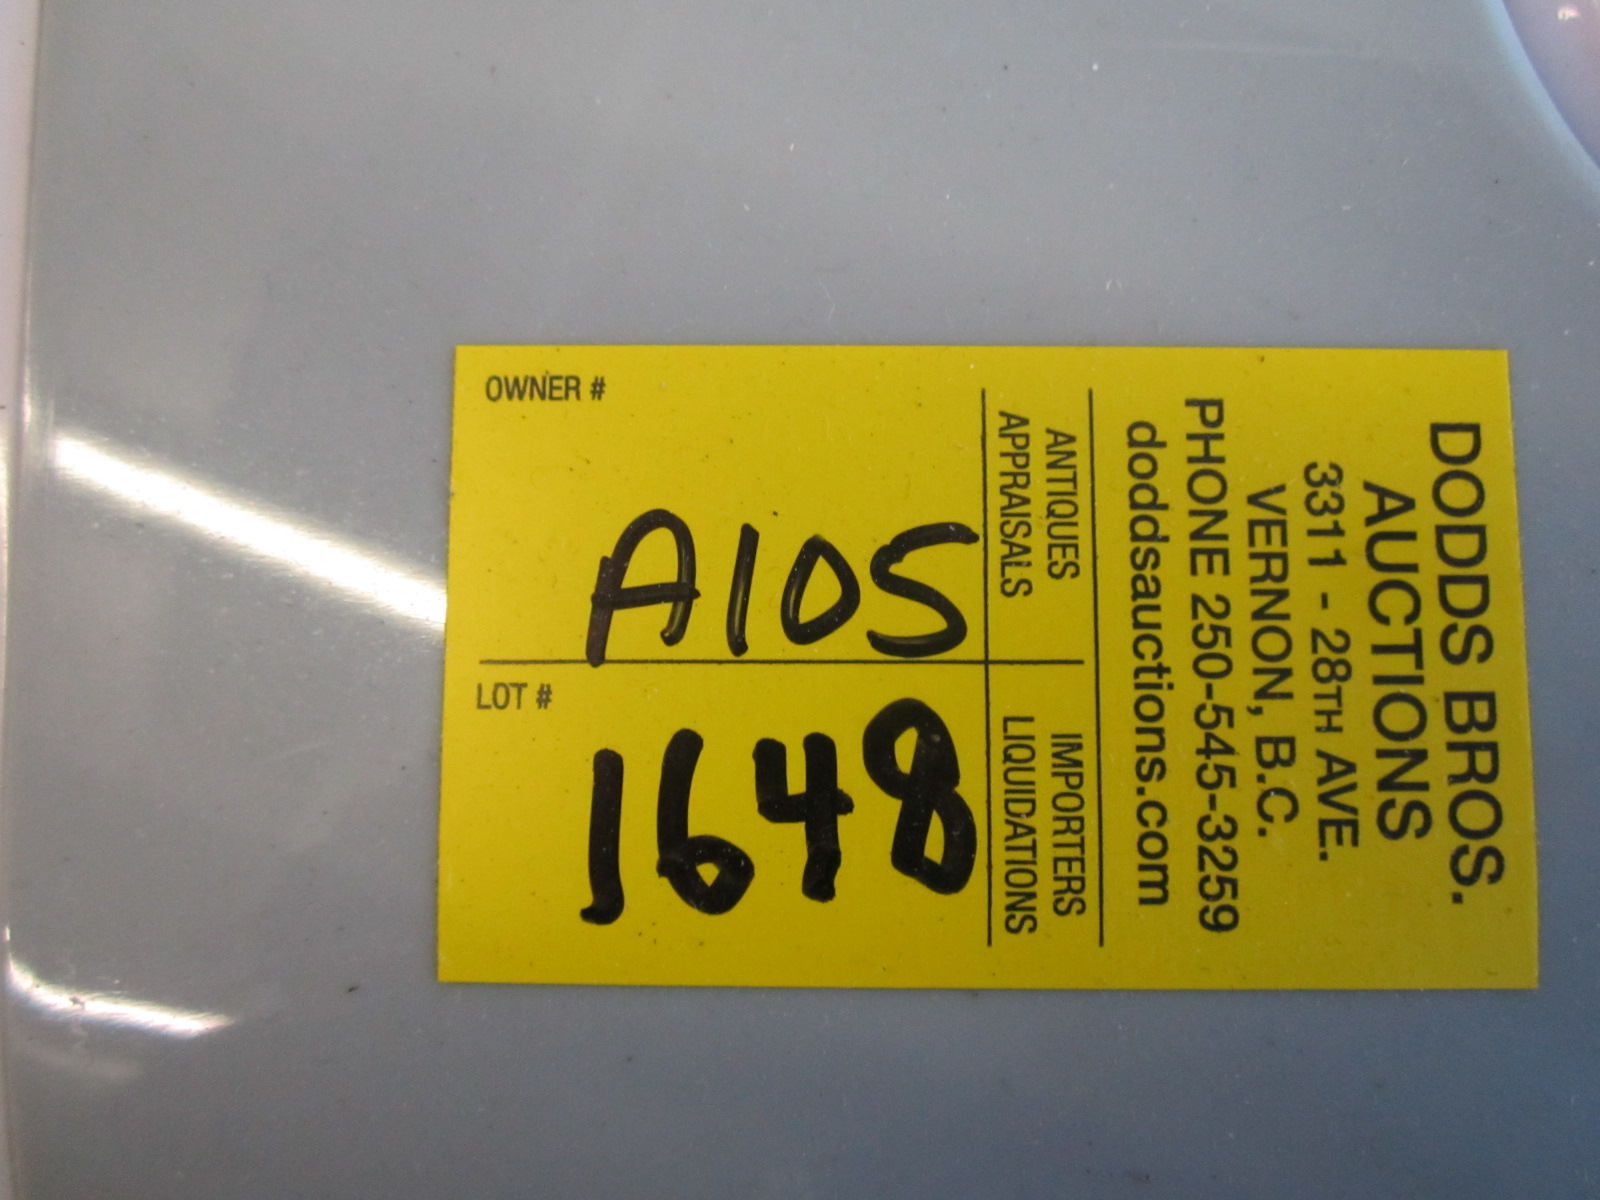 DODDS BROS.
AUCTIONS
3311 - 28TH AVE.
VERNON, B.C.
PHONE 250-545-3259
doddsauctions.com
ANTIQUES
APPRAISALS
IMPORTERS
LIQUIDATIONS
OWNER #
A105
LOT #
1648